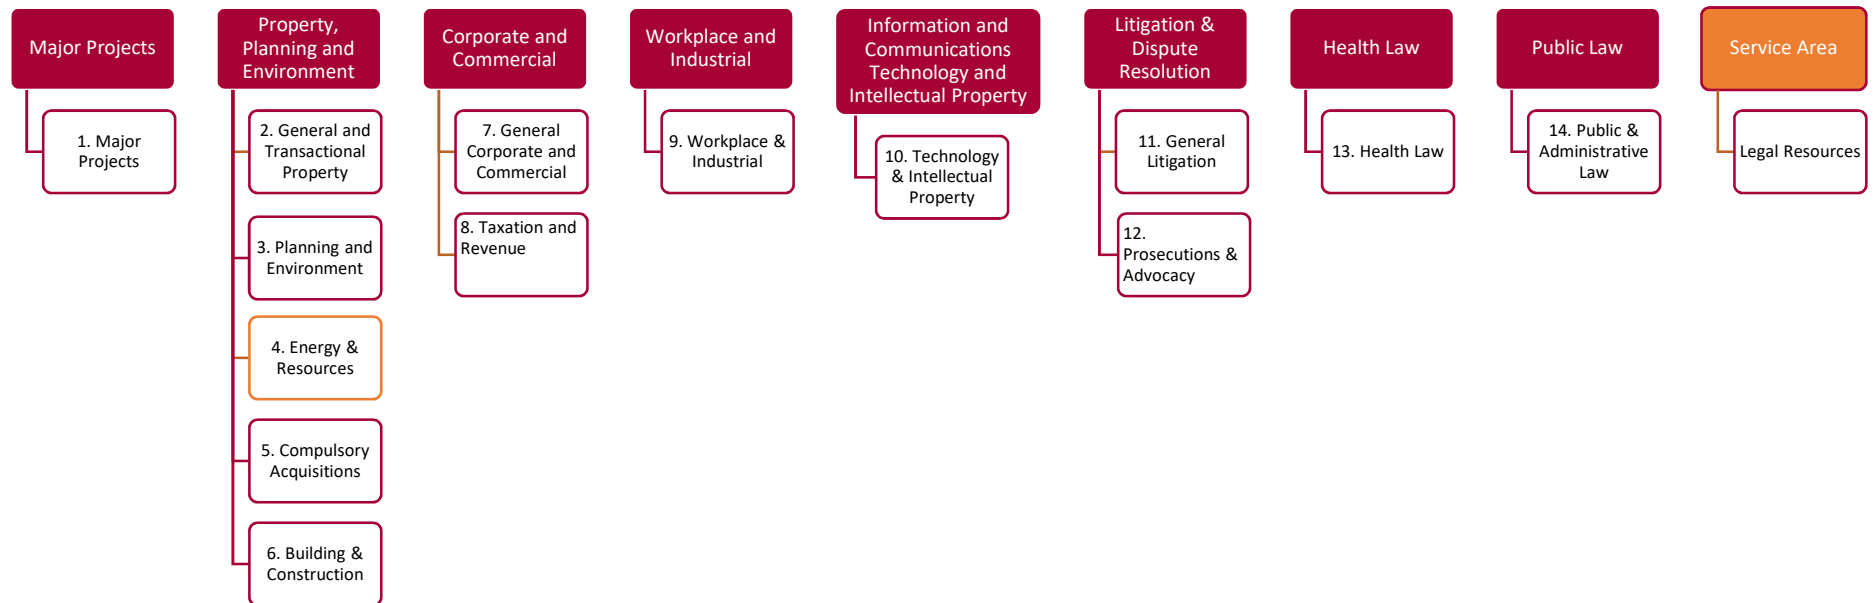 Major Projects
1. Major
Projects
Property,
Planning and
Environment
2. General and
Transactional
Property
3. Planning and
Environment
4. Energy &
Resources
5. Compulsory
Acquisitions
6. Building &
Construction
Corporate and
Commercial
7. General
Corporate and
Commercial
8. Taxation and
Revenue
Workplace and
Industrial
9. Workplace &
Industrial
Information and
Communications
Technology and
Intellectual Property
10. Technology
& Intellectual
Property
Litigation &
Dispute
Resolution
11. General
Litigation
12.
Prosecutions &
Advocacy
Health Law
13. Health Law
Public Law
14. Public &
Administrative
Law
Service Area
Legal Resources